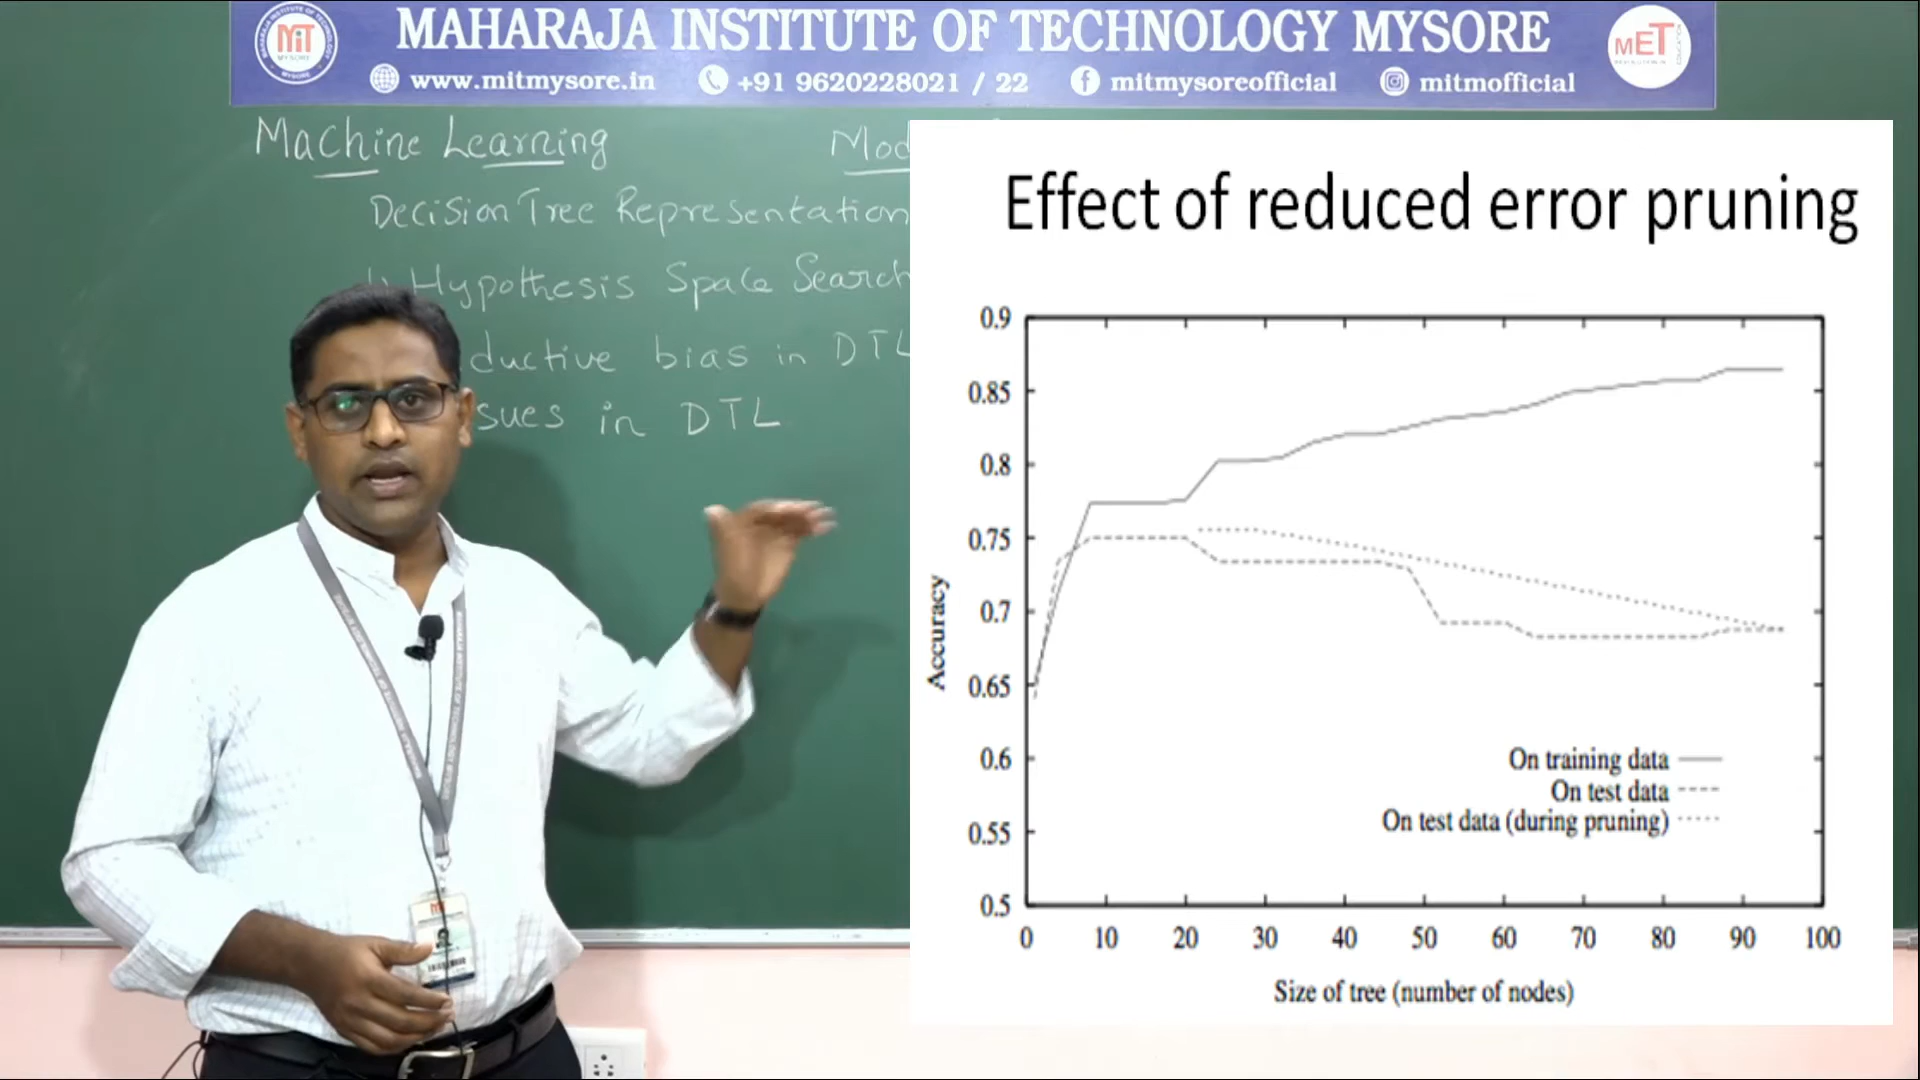 MAHARAJA INSTITUTE OF TECHNOLOGY MYSORE
www.mitmysore.in +91 9620228021 / 22 mitmysoreofficial mitmofficial
MIT
MYSORE
MET
Machine Learning Mod
Decision Tree Representation
Hypothesis Space Search
ductive bias in DTL
sues in DTL
Effect of reduced error pruning
0.9
0.85
0.8
0.75
0.7
0.65
0.6
0.55
0.5
Accuracy
On training data
On test data
On test data (during pruning)
0 10 20 30 40 50 60 70 80 90 100
Size of tree (number of nodes)